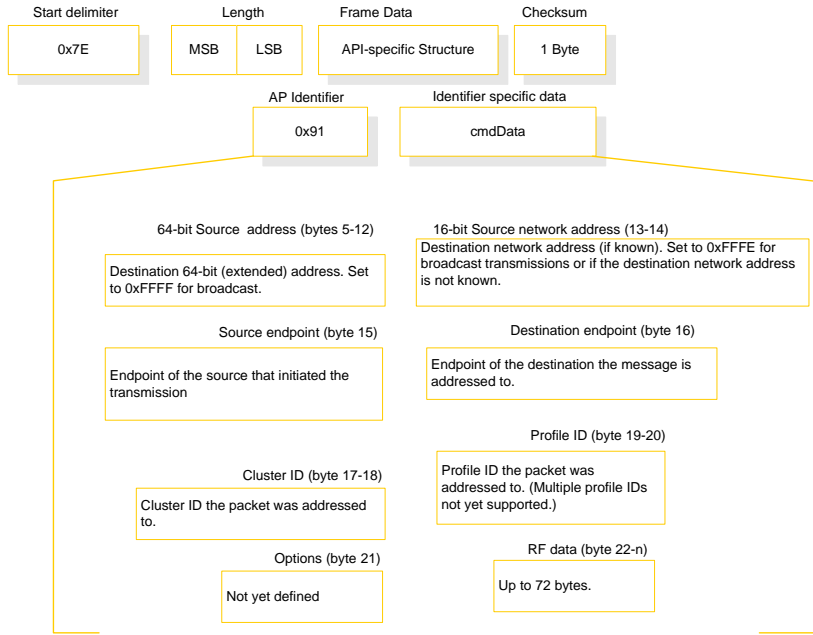 Start delimiter
Length
Frame Data
Checksum
0x7E
MSB
LSB
API-specific Structure
1 Byte
AP Identifier
Identifier specific data
0x91
cmdData
64-bit Source address (bytes 5-12)
Destination 64-bit (extended) address. Set
to 0xFFFF for broadcast.
16-bit Source network address (13-14)
Destination network address (if known). Set to 0xFFFE for
broadcast transmissions or if the destination network address
is not known.
Source endpoint (byte 15)
Endpoint of the source that initiated the
transmission
Destination endpoint (byte 16)
Endpoint of the destination the message is
addressed to.
Cluster ID (byte 17-18)
Cluster ID the packet was addressed
to.
Profile ID (byte 19-20)
Profile ID the packet was
addressed to. (Multiple profile IDs
not yet supported.)
Options (byte 21)
Not yet defined
RF data (byte 22-n)
Up to 72 bytes.